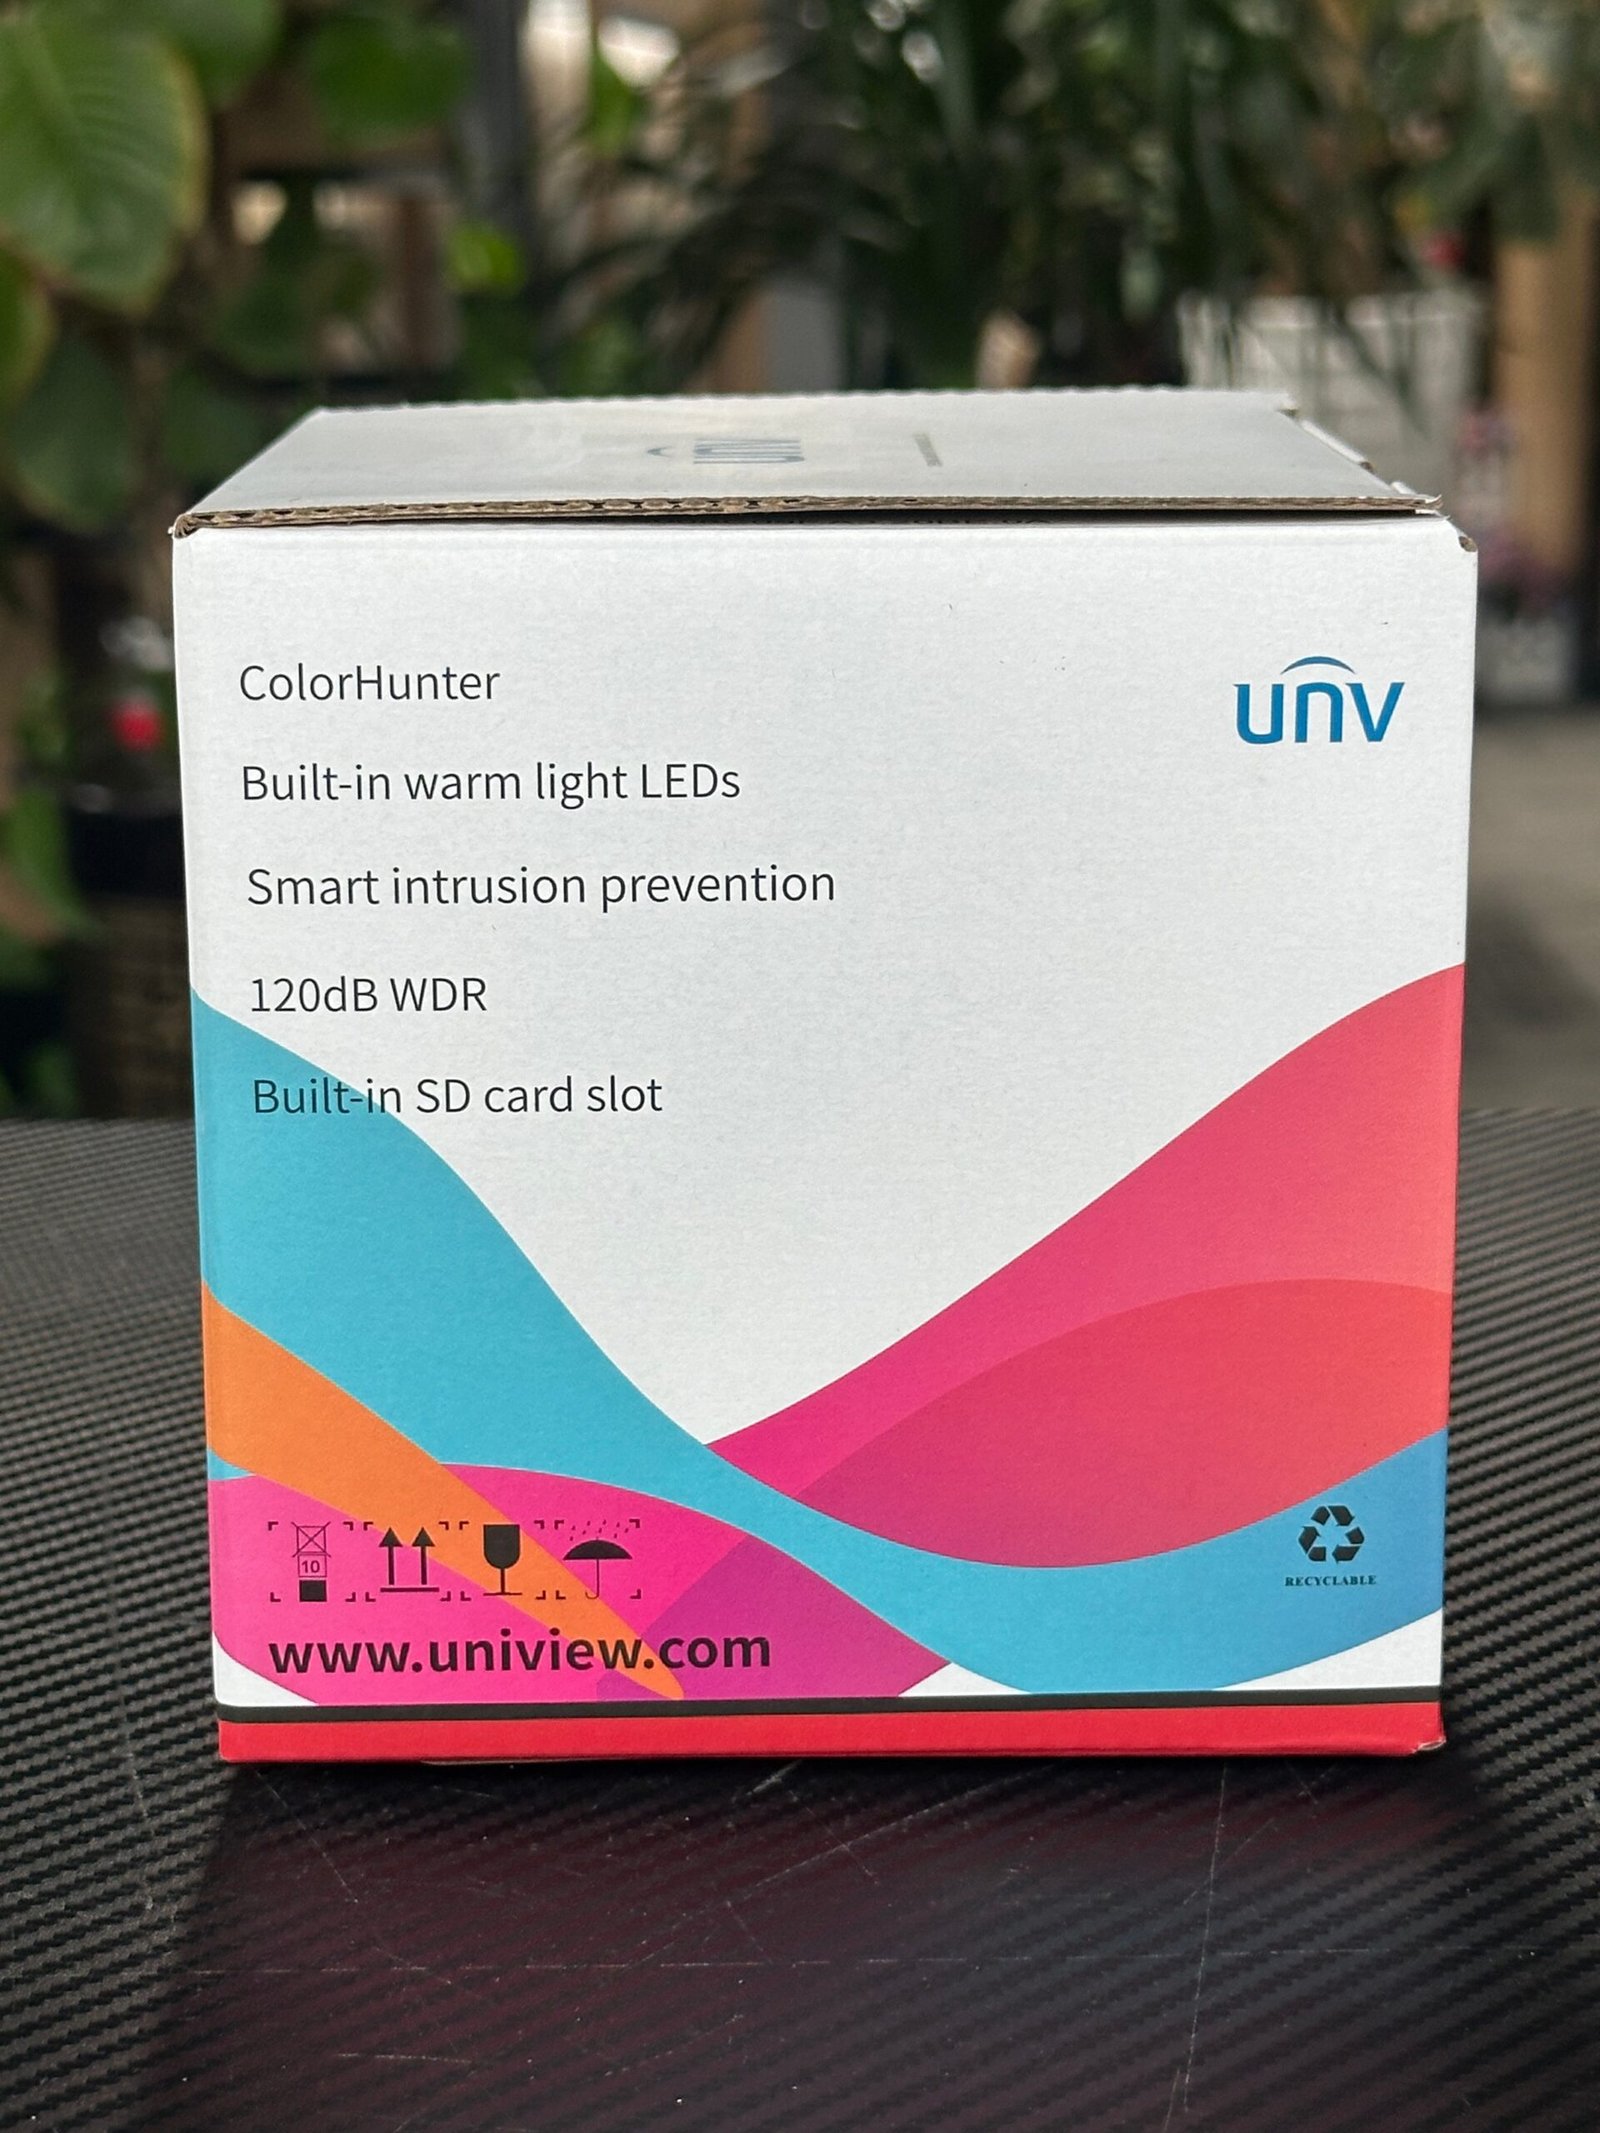 ColorHunter
unv
Built-in warm light LEDs
Smart intrusion prevention
120dB WDR
Built-in SD card slot
10
RECYCLABLE
www.uniview.com